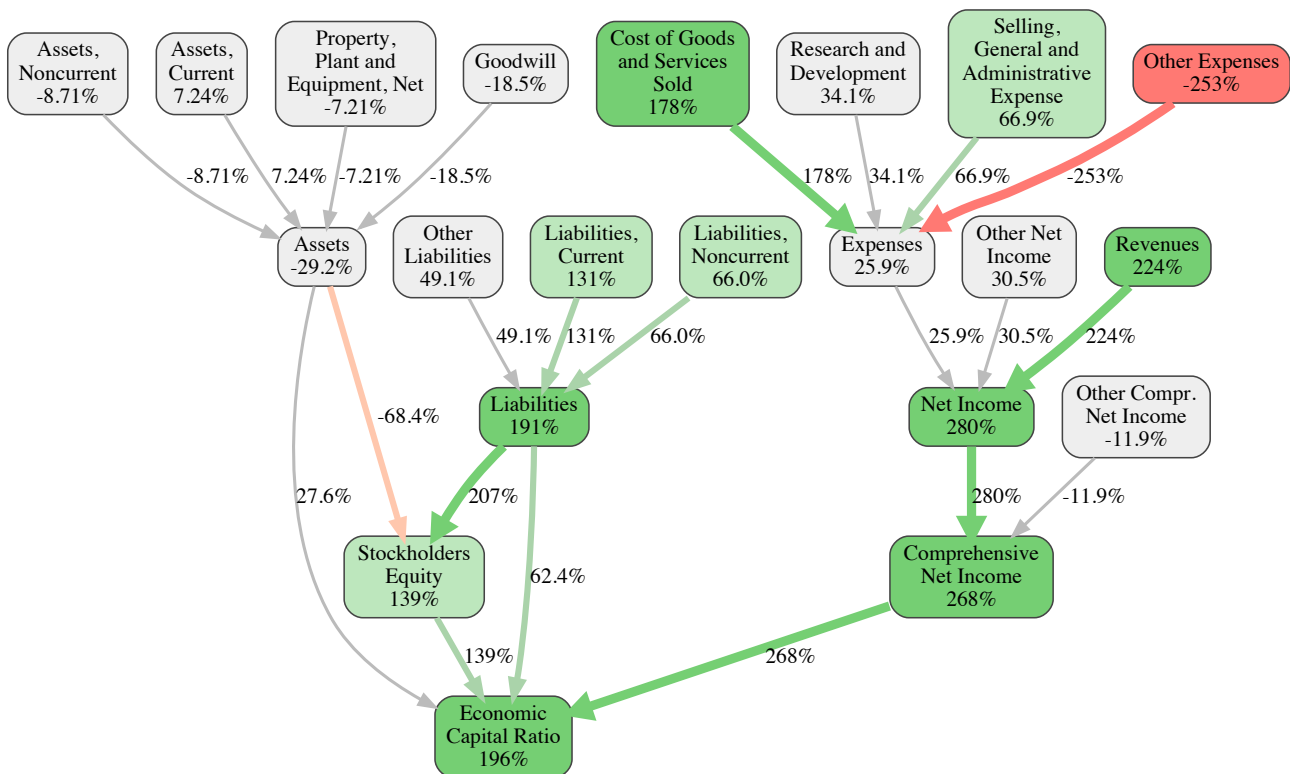 Assets,
Noncurrent
-8.71%
Assets,
Current
7.24%
Property,
Plant and
Equipment, Net
-7.21%
Goodwill
-18.5%
Cost of Goods
and Services
Sold
178%
Research and
Development
34.1%
Selling,
General and
Administrative
Expense
66.9%
Other Expenses
-253%
-8.71%
7.24%
-7.21%
-18.5%
178%
34.1%
66.9%
-253%
Assets
-29.2%
Other
Liabilities
49.1%
Liabilities,
Current
131%
Liabilities,
Noncurrent
66.0%
Expenses
25.9%
Other Net
Income
30.5%
Revenues
224%
49.1%
131%
66.0%
25.9%
30.5%
224%
-68.4%
Liabilities
191%
Net Income
280%
Other Compr.
Net Income
-11.9%
27.6%
207%
280%
-11.9%
Stockholders
Equity
139%
62.4%
Comprehensive
Net Income
268%
139%
268%
Economic
Capital Ratio
196%